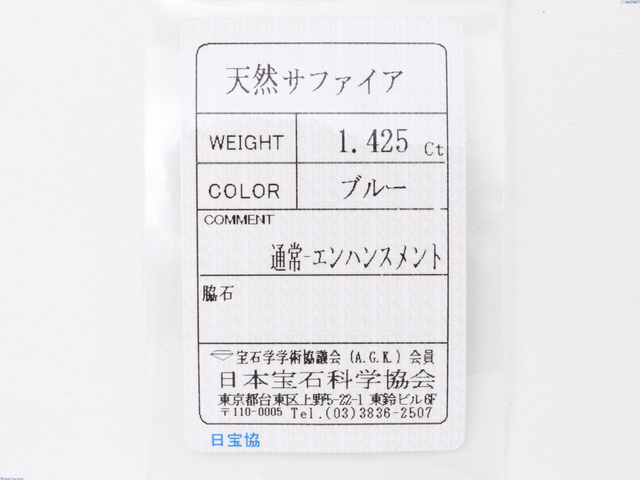 天然サファイア
WEIGHT 1.425 Ct
COLOR ブルー
COMMENT
通常-エンハンスメント
脇石
宝石学学術協議会 (A.G.K.) 会員
日本宝石科学協会
東京都台東区上野5-22-1 東鈴ビル6F
〒110-0005 Tel.(03)3836-2507
日宝協